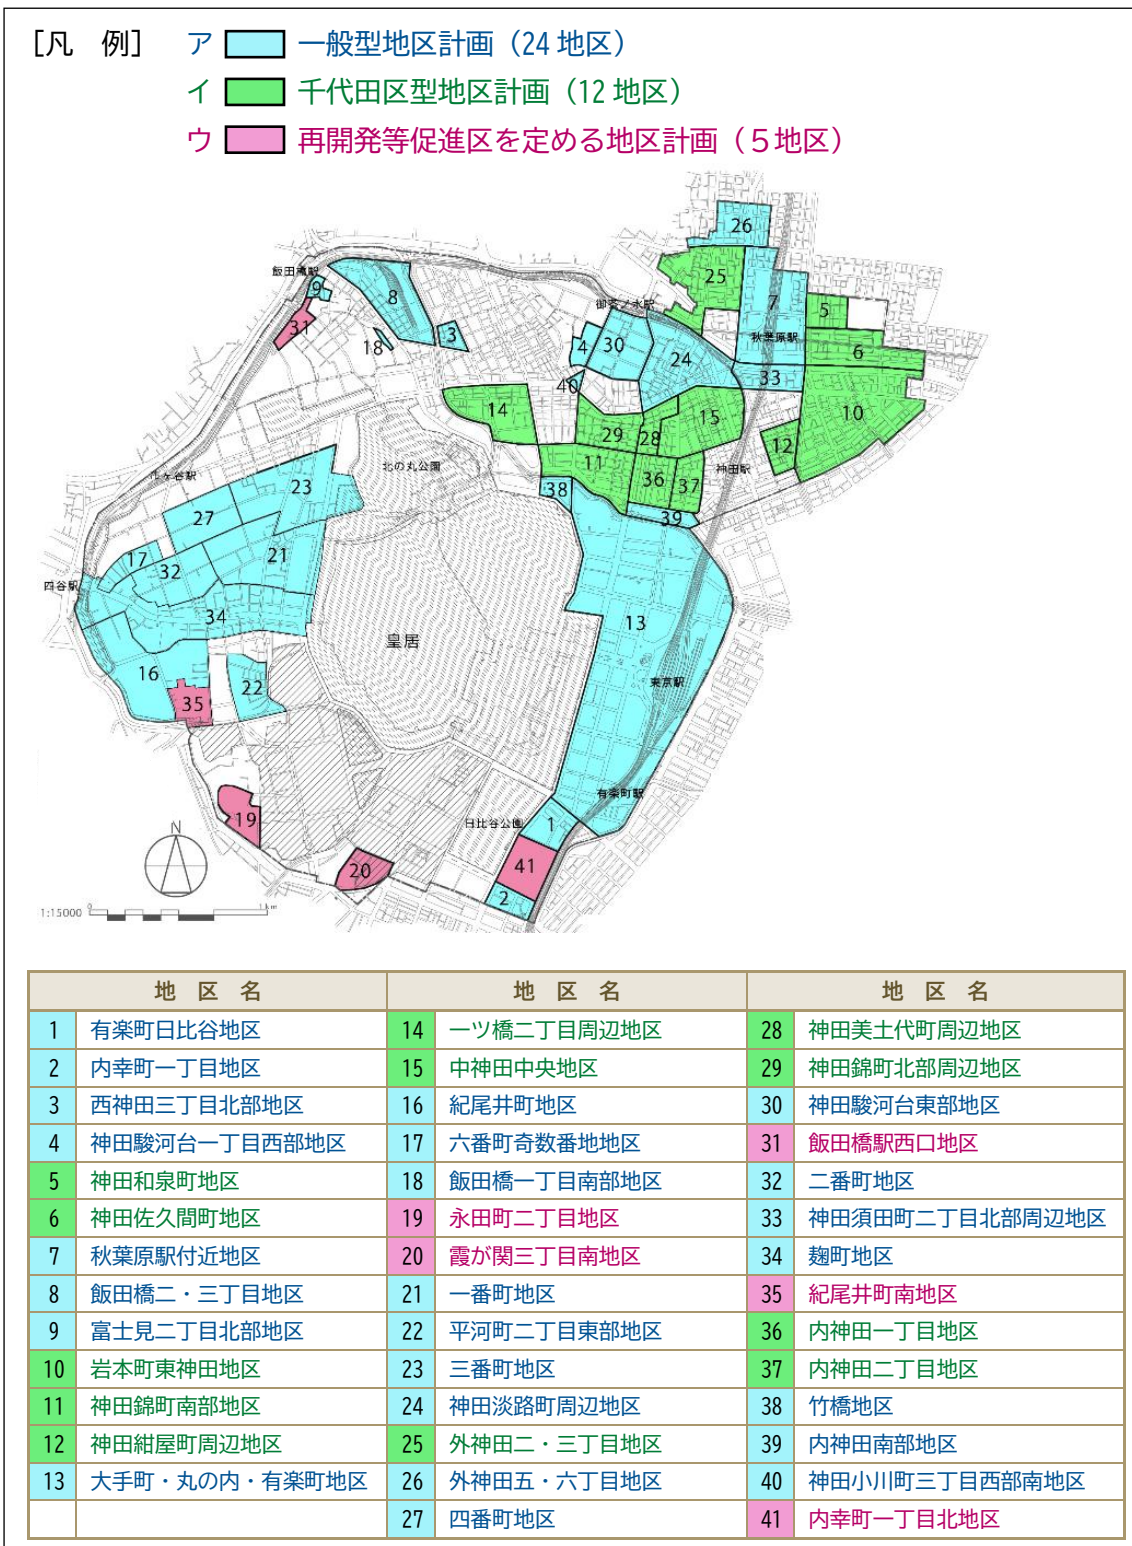 ［凡　例］　ア　一般型地区計画（24 地区）
イ　千代田区型地区計画（12 地区）
ウ　再開発等促進区を定める地区計画（５地区）
26
25
飯田橋駅
9
8
7
御茶ノ水駅
5
31
18
3
4
30
秋葉原駅
6
24
33
40
14
15
10
29
28
12
11
北の丸公園
神田駅
市ヶ谷駅
23
38
36
37
27
39
21
17
32
四谷駅
34
13
皇居
16
22
東京駅
35
有楽町駅
19
日比谷公園
1
N
20
41
2
1:15000
0
1km
地　区　名
地　区　名
地　区　名
1　有楽町日比谷地区　14　一ツ橋二丁目周辺地区　28　神田美土代町周辺地区
2　内幸町一丁目地区　15　中神田中央地区　29　神田錦町北部周辺地区
3　西神田三丁目北部地区　16　紀尾井町地区　30　神田駿河台東部地区
4　神田駿河台一丁目西部地区　17　六番町奇数番地地区　31　飯田橋駅西口地区
5　神田和泉町地区　18　飯田橋一丁目南部地区　32　二番町地区
6　神田佐久間町地区　19　永田町二丁目地区　33　神田須田町二丁目北部周辺地区
7　秋葉原駅付近地区　20　霞が関三丁目南地区　34　麹町地区
8　飯田橋二・三丁目地区　21　一番町地区　35　紀尾井町南地区
9　富士見二丁目北部地区　22　平河町二丁目東部地区　36　内神田一丁目地区
10　岩本町東神田地区　23　三番町地区　37　内神田二丁目地区
11　神田錦町南部地区　24　神田淡路町周辺地区　38　竹橋地区
12　神田紺屋町周辺地区　25　外神田二・三丁目地区　39　内神田南部地区
13　大手町・丸の内・有楽町地区　26　外神田五・六丁目地区　40　神田小川町三丁目西部南地区
27　四番町地区　41　内幸町一丁目北地区